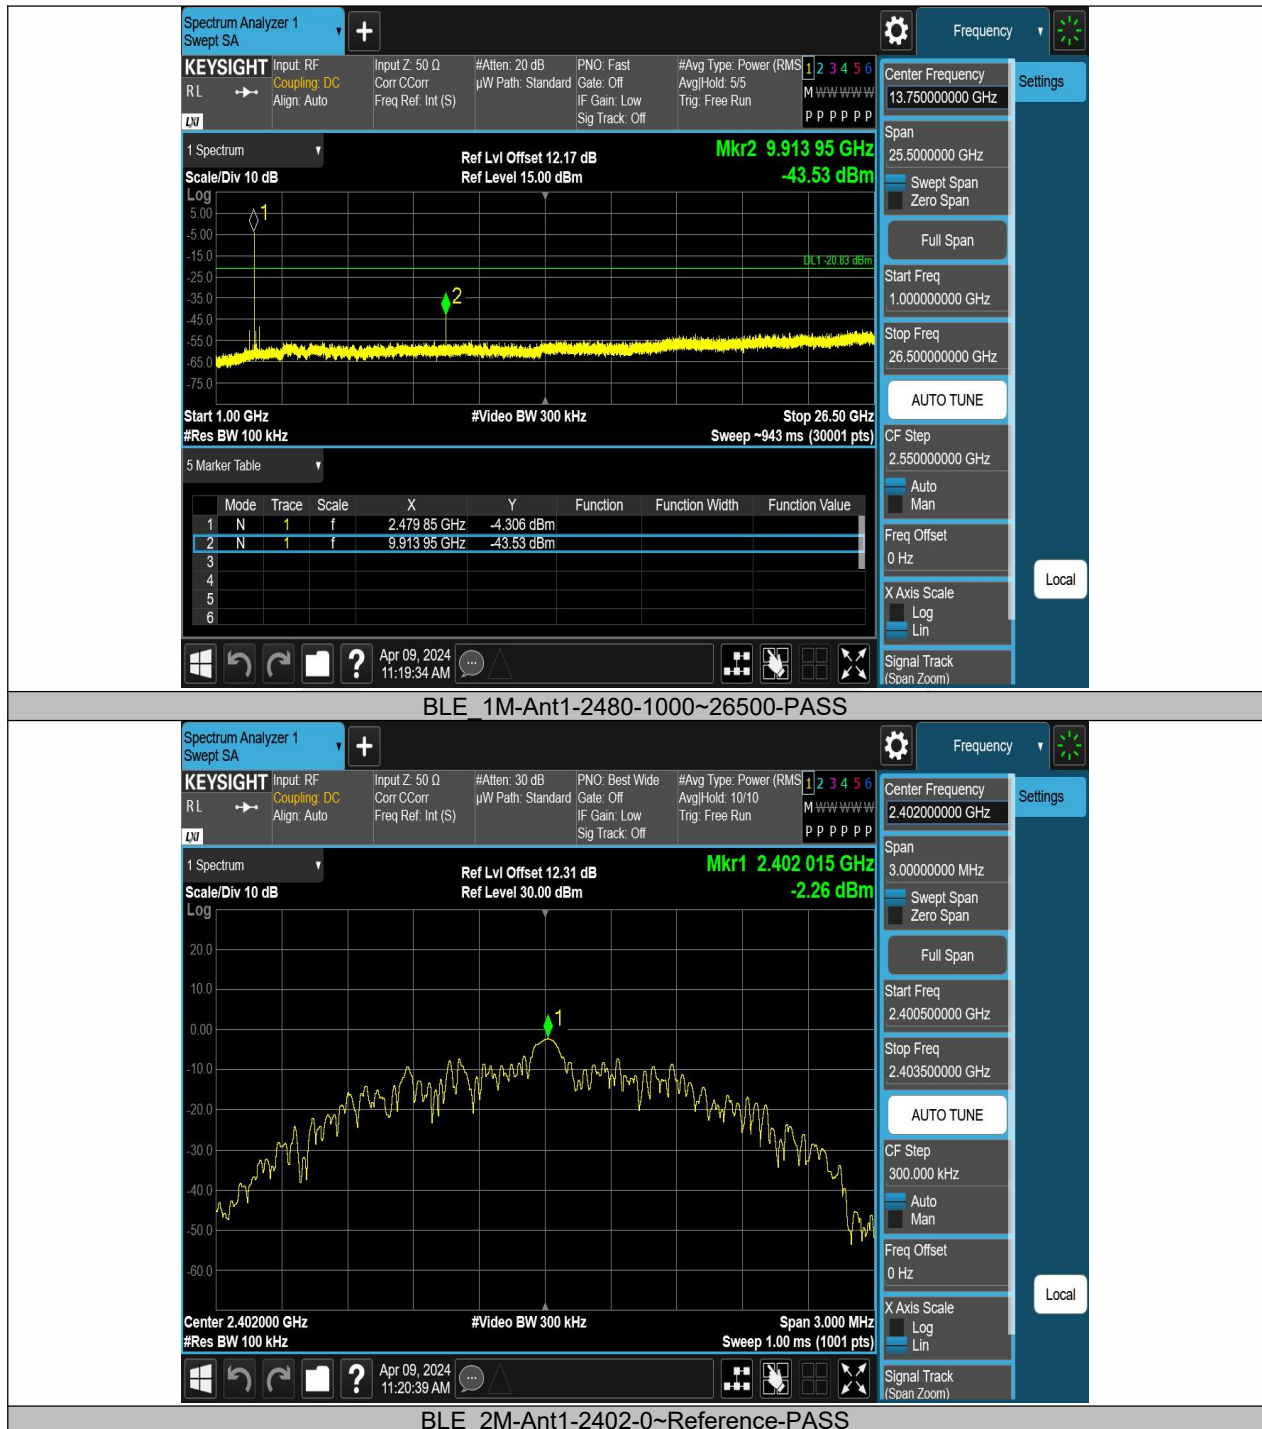 Spectrum Analyzer 1
Swept SA
+
Frequency
KEYSIGHT
RL
LXI
Input: RF
Coupling: DC
Align: Auto
Input Z: 50 Ω
Corr CCorr
Freq Ref: Int (S)
#Atten: 20 dB
µW Path: Standard
PNO: Fast
Gate: Off
IF Gain: Low
Sig Track: Off
#Avg Type: Power (RMS
Avg|Hold: 5/5
Trig: Free Run
1 2 3 4 5 6
M W W W W W
P P P P P P
1 Spectrum
Scale/Div 10 dB
Ref Lvl Offset 12.17 dB
Ref Level 15.00 dBm
Mkr2 9.913 95 GHz
-43.53 dBm
Log
5.00
-5.00
-15.0
-25.0
-35.0
-45.0
-55.0
-65.0
-75.0
1
2
DL1 -20.83 dBm
Start 1.00 GHz
#Video BW 300 kHz
Stop 26.50 GHz
#Res BW 100 kHz
Sweep ~943 ms (30001 pts)
5 Marker Table
Mode Trace Scale X Y Function Function Width Function Value
1 N 1 f 2.479 85 GHz -4.306 dBm
2 N 1 f 9.913 95 GHz -43.53 dBm
3
4
5
6
?
Apr 09, 2024
11:19:34 AM
Center Frequency
13.750000000 GHz
Settings
Span
25.5000000 GHz
Swept Span
Zero Span
Full Span
Start Freq
1.000000000 GHz
Stop Freq
26.500000000 GHz
AUTO TUNE
CF Step
2.550000000 GHz
Auto
Man
Freq Offset
0 Hz
X Axis Scale
Log
Lin
Local
Signal Track
(Span Zoom)
BLE_1M-Ant1-2480-1000~26500-PASS
Spectrum Analyzer 1
Swept SA
+
Frequency
KEYSIGHT
RL
LXI
Input: RF
Coupling: DC
Align: Auto
Input Z: 50 Ω
Corr CCorr
Freq Ref: Int (S)
#Atten: 30 dB
µW Path: Standard
PNO: Best Wide
Gate: Off
IF Gain: Low
Sig Track: Off
#Avg Type: Power (RMS
Avg|Hold: 10/10
Trig: Free Run
1 2 3 4 5 6
M W W W W W
P P P P P P
1 Spectrum
Scale/Div 10 dB
Ref Lvl Offset 12.31 dB
Ref Level 30.00 dBm
Mkr1 2.402 015 GHz
-2.26 dBm
Log
20.0
10.0
0.00
-10.0
-20.0
-30.0
-40.0
-50.0
-60.0
1
Center 2.402000 GHz
#Video BW 300 kHz
Span 3.000 MHz
#Res BW 100 kHz
Sweep 1.00 ms (1001 pts)
?
Apr 09, 2024
11:20:39 AM
Center Frequency
2.402000000 GHz
Settings
Span
3.00000000 MHz
Swept Span
Zero Span
Full Span
Start Freq
2.400500000 GHz
Stop Freq
2.403500000 GHz
AUTO TUNE
CF Step
300.000 kHz
Auto
Man
Freq Offset
0 Hz
X Axis Scale
Log
Lin
Local
Signal Track
(Span Zoom)
BLE_2M-Ant1-2402-0~Reference-PASS